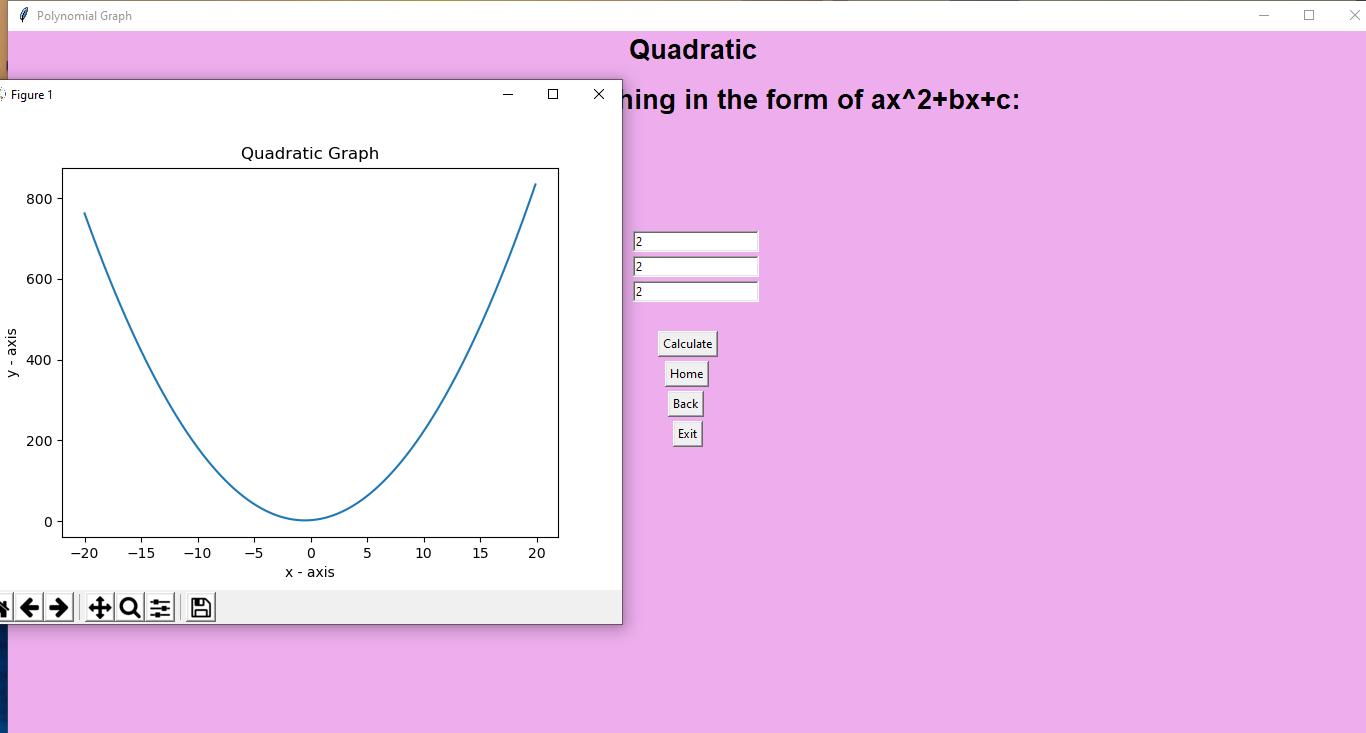 Polynomial Graph
Quadratic
in the form of ax^2+bx+c:
Figure 1
Quadratic Graph
800
600
400
200
0
y - axis
−20 −15 −10 −5 0 5 10 15 20
x - axis
2
2
2
Calculate
Home
Back
Exit